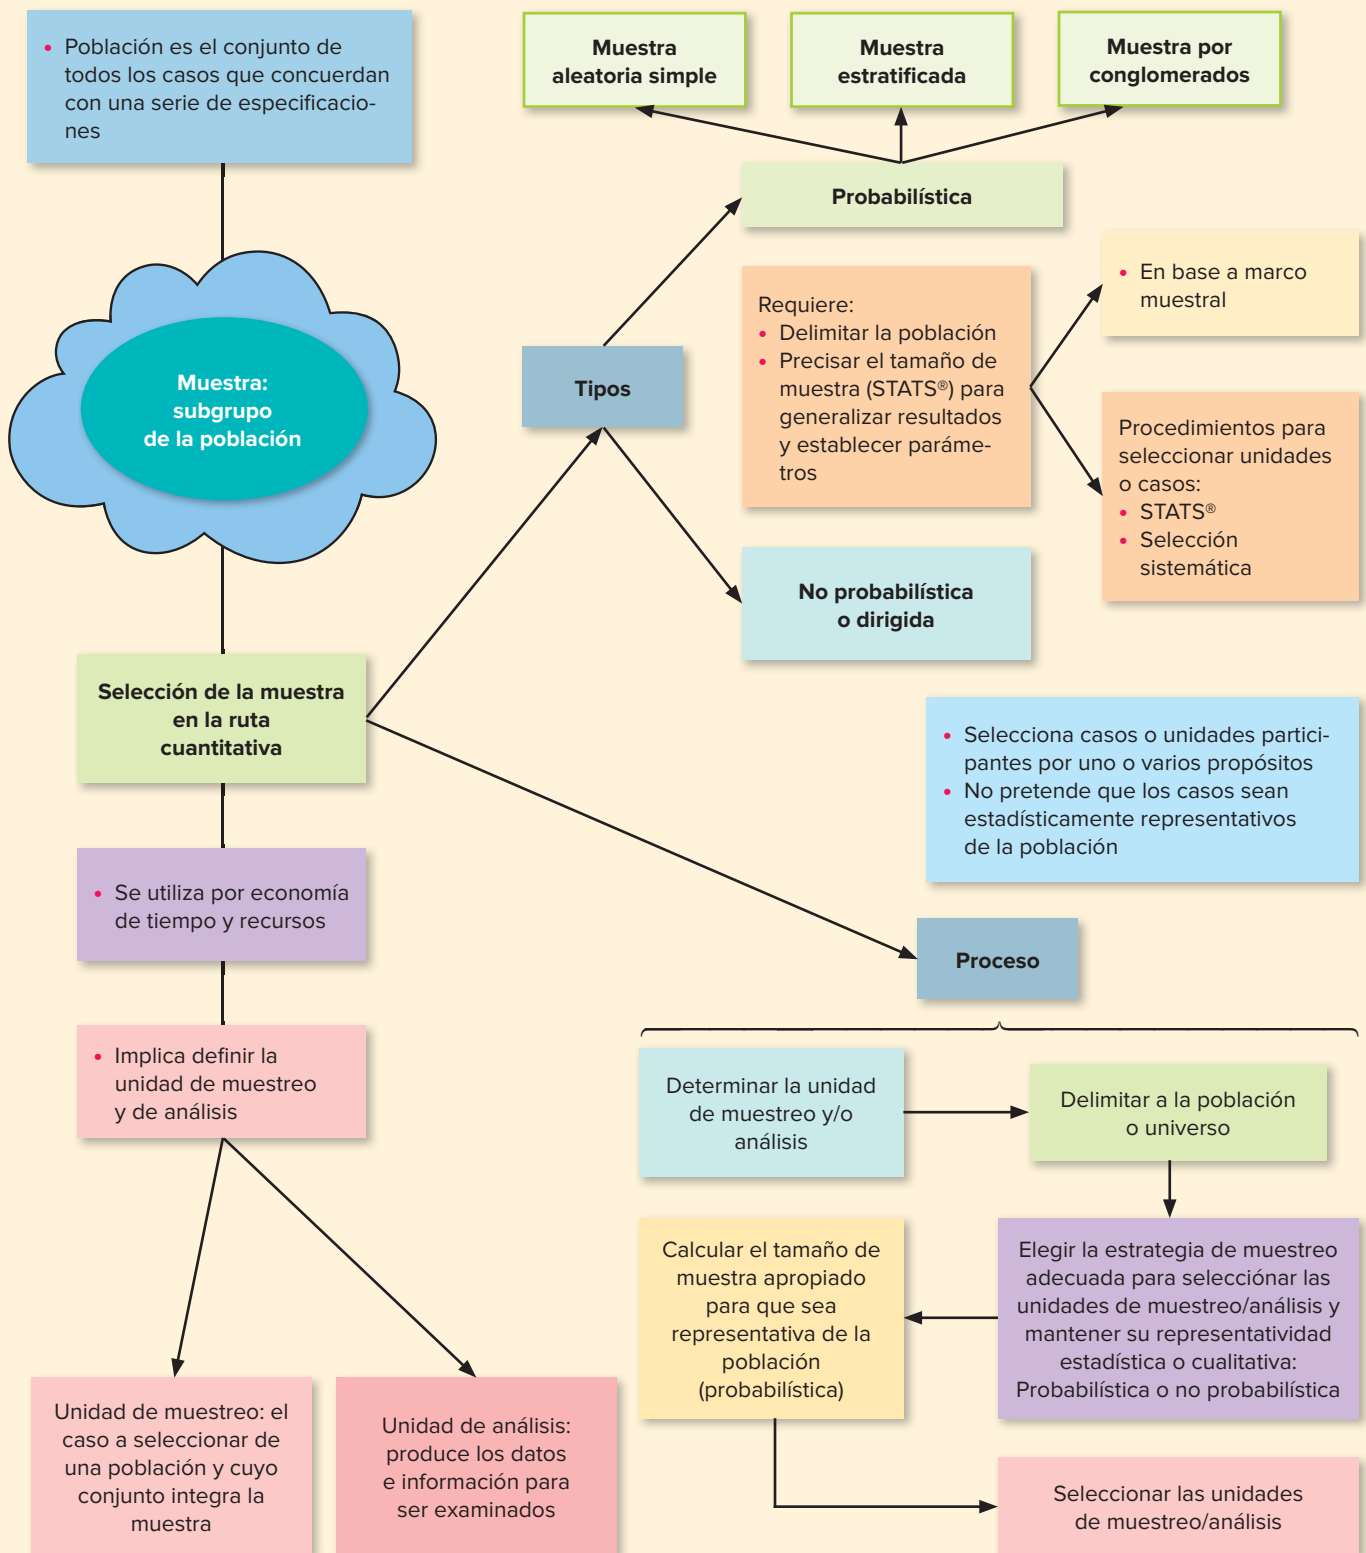 • Población es el conjunto de
todos los casos que concuerdan
con una serie de especificacio-
nes
Muestra:
subgrupo
de la población
Selección de la muestra
en la ruta
cuantitativa
• Se utiliza por economía
de tiempo y recursos
• Implica definir la
unidad de muestreo
y de análisis
Unidad de muestreo: el
caso a seleccionar de
una población y cuyo
conjunto integra la
muestra
Unidad de análisis:
produce los datos
e información para
ser examinados
Tipos
Muestra
aleatoria simple
Muestra
estratificada
Muestra por
conglomerados
Probabilística
Requiere:
• Delimitar la población
• Precisar el tamaño de
muestra (STATS®) para
generalizar resultados
y establecer paráme-
tros
• En base a marco
muestral
Procedimientos para
seleccionar unidades
o casos:
• STATS®
• Selección
sistemática
No probabilística
o dirigida
• Selecciona casos o unidades partici-
pantes por uno o varios propósitos
• No pretende que los casos sean
estadísticamente representativos
de la población
Proceso
Determinar la unidad
de muestreo y/o
análisis
Delimitar a la población
o universo
Elegir la estrategia de muestreo
adecuada para selecciónar las
unidades de muestreo/análisis y
mantener su representatividad
estadística o cualitativa:
Probabilística o no probabilística
Calcular el tamaño de
muestra apropiado
para que sea
representativa de la
población
(probabilística)
Seleccionar las unidades
de muestreo/análisis